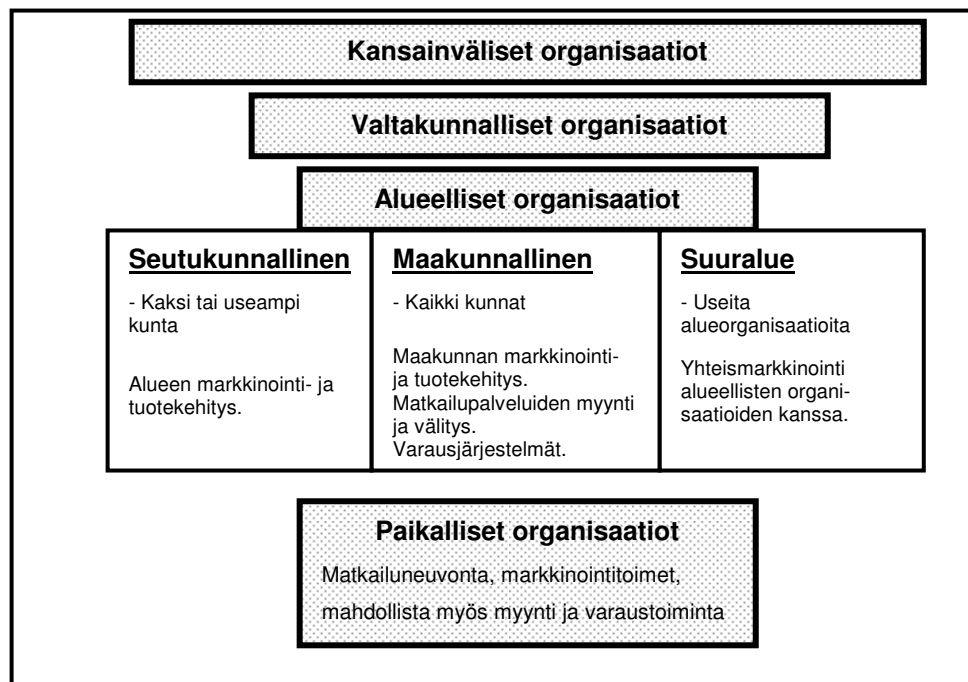 Kansainväliset organisaatiot
Valtakunnalliset organisaatiot
Alueelliset organisaatiot
Seutukunnallinen
- Kaksi tai useampi
kunta
Alueen markkinointi- ja
tuotekehitys.
Maakunnallinen
- Kaikki kunnat
Maakunnan markkinointi-
ja tuotekehitys.
Matkailupalveluiden myynti
ja välitys.
Varausjärjestelmät.
Suuralue
- Useita
alueorganisaatioita
Yhteismarkkinointi
alueellisten organi-
saatioiden kanssa.
Paikalliset organisaatiot
Matkailuneuvonta, markkinointitoimet,
mahdollista myös myynti ja varaustoiminta